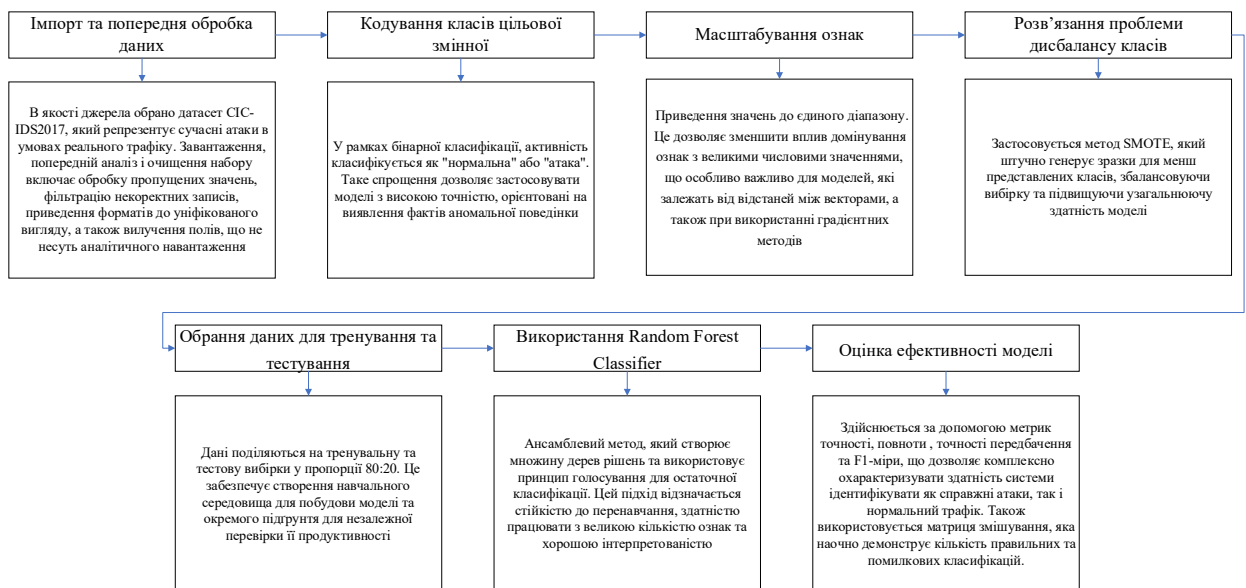 Імпорт та попередня обробка
даних
Кодування класів цільової
змінної
Масштабування ознак
Розв’язання проблеми
дисбалансу класів
В якості джерела обрано датасет CIC-
IDS2017, який репрезентує сучасні атаки в
умовах реального трафіку. Завантаження,
попередній аналіз і очищення набору
включає обробку пропущених значень,
фільтрацію некоректних записів,
приведення форматів до уніфікованого
вигляду, а також вилучення полів, що не
несуть аналітичного навантаження
У рамках бінарної класифікації, активність
класифікується як "нормальна" або "атака".
Таке спрощення дозволяє застосовувати
моделі з високою точністю, орієнтовані на
виявлення фактів аномальної поведінки
Приведення значень до єдиного діапазону.
Це дозволяє зменшити вплив домінування
ознак з великими числовими значеннями,
що особливо важливо для моделей, які
залежать від відстаней між векторами, а
також при використанні градієнтних
методів
Застосовується метод SMOTE, який
штучно генерує зразки для менш
представлених класів, збалансовуючи
вибірку та підвищуючи узагальнюючу
здатність моделі
Обрання даних для тренування та
тестування
Використання Random Forest
Classifier
Оцінка ефективності моделі
Дані поділяються на тренувальну та
тестову вибірки у пропорції 80:20. Це
забезпечує створення навчального
середовища для побудови моделі та
окремого підґрунтя для незалежної
перевірки її продуктивності
Ансамблевий метод, який створює
множину дерев рішень та використовує
принцип голосування для остаточної
класифікації. Цей підхід відзначається
стійкістю до перенавчання, здатністю
працювати з великою кількістю ознак та
хорошою інтерпретованістю
Здійснюється за допомогою метрик
точності, повноти , точності передбачення
та F1-міри, що дозволяє комплексно
охарактеризувати здатність системи
ідентифікувати як справжні атаки, так і
нормальний трафік. Також
використовується матриця змішування, яка
наочно демонструє кількість правильних та
помилкових класифікацій.